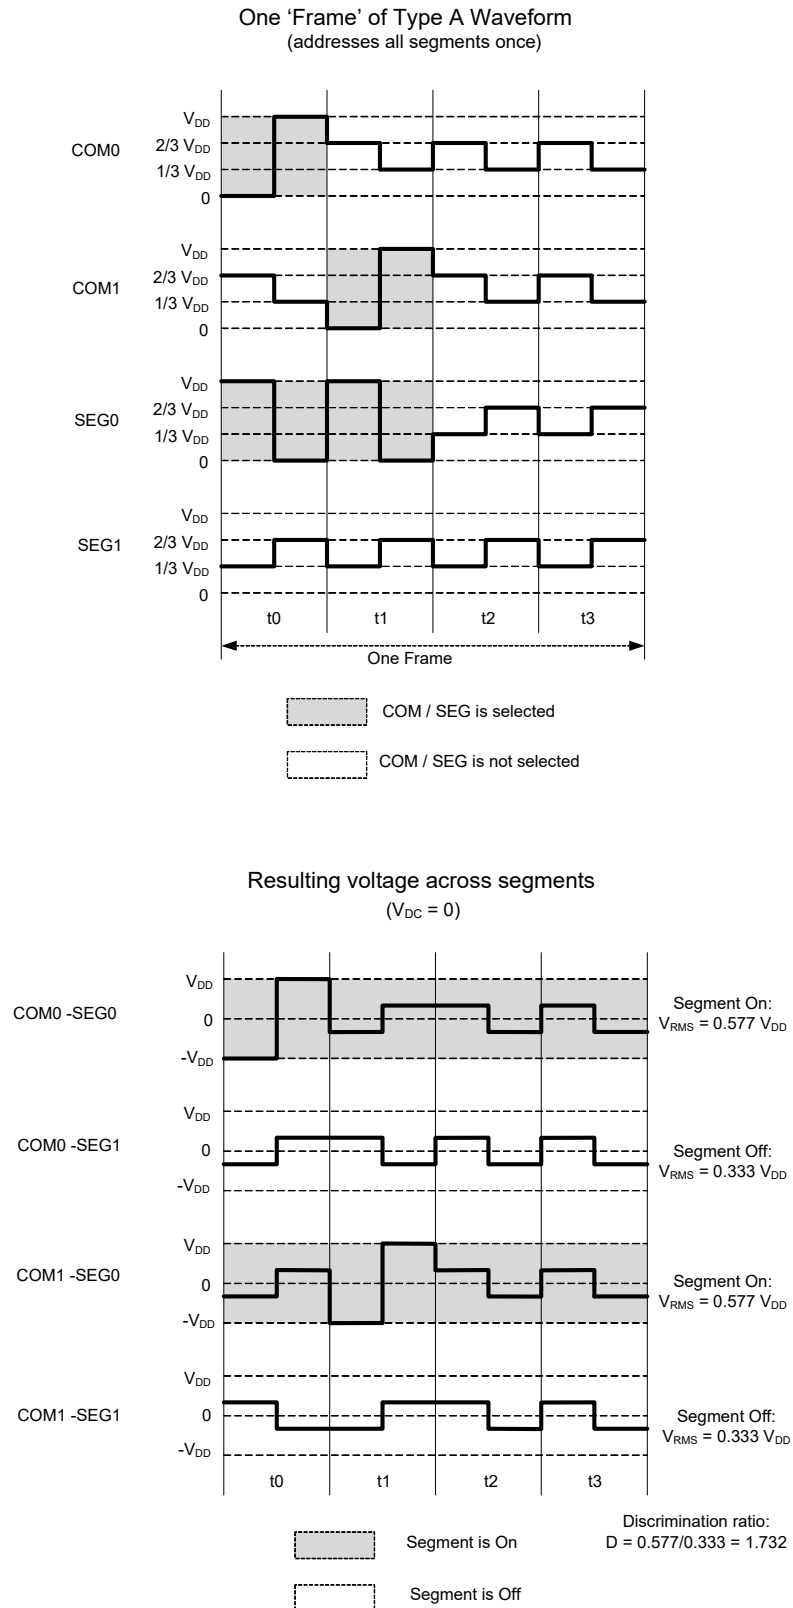 One ‘Frame’ of Type A Waveform
(addresses all segments once)
COM0
VDD
2/3 VDD
1/3 VDD
0
COM1
VDD
2/3 VDD
1/3 VDD
0
SEG0
VDD
2/3 VDD
1/3 VDD
0
SEG1
VDD
2/3 VDD
1/3 VDD
0
t0 t1 t2 t3
One Frame
COM / SEG is selected
COM / SEG is not selected
Resulting voltage across segments
(VDC = 0)
COM0 -SEG0
VDD
0
-VDD
Segment On:
VRMS = 0.577 VDD
COM0 -SEG1
VDD
0
-VDD
Segment Off:
VRMS = 0.333 VDD
COM1 -SEG0
VDD
0
-VDD
Segment On:
VRMS = 0.577 VDD
COM1 -SEG1
VDD
0
-VDD
Segment Off:
VRMS = 0.333 VDD
t0 t1 t2 t3
Segment is On
Segment is Off
Discrimination ratio:
D = 0.577/0.333 = 1.732